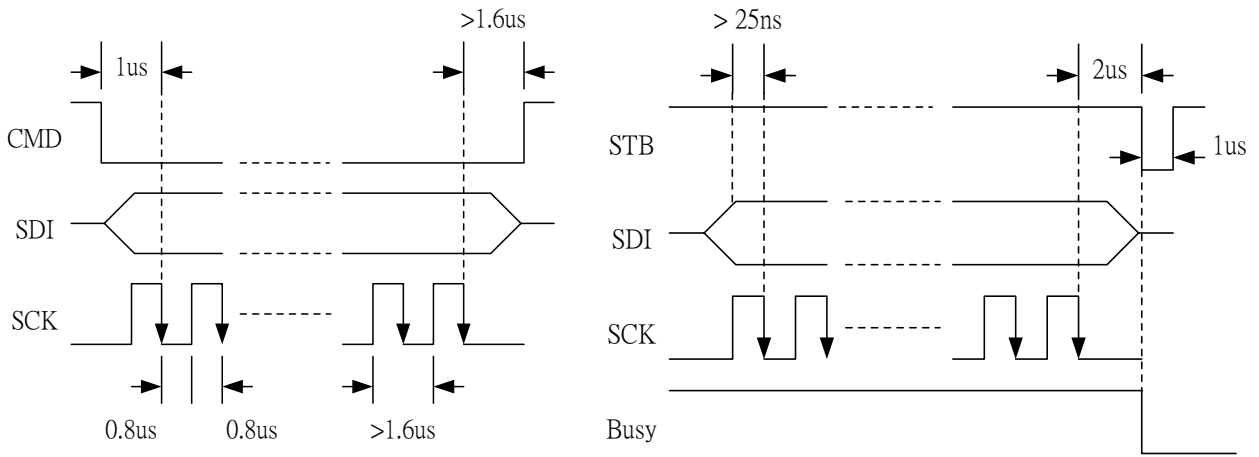 >1.6us
1us
CMD
SDI
SCK
0.8us
0.8us
>1.6us
> 25ns
2us
STB
1us
SDI
SCK
Busy